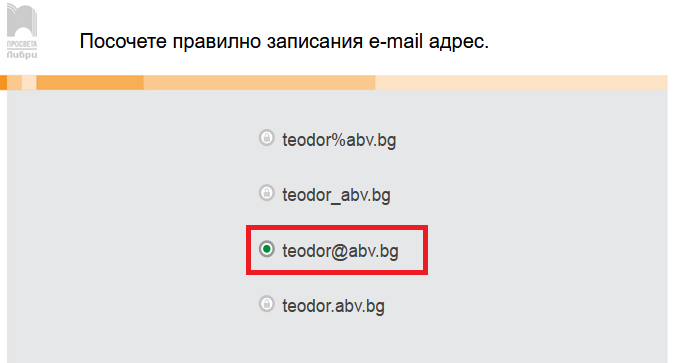 ПРОСВЕТА
Либри
Посочете правилно записания e-mail адрес.
teodor%abv.bg
teodor_abv.bg
teodor@abv.bg
teodor.abv.bg